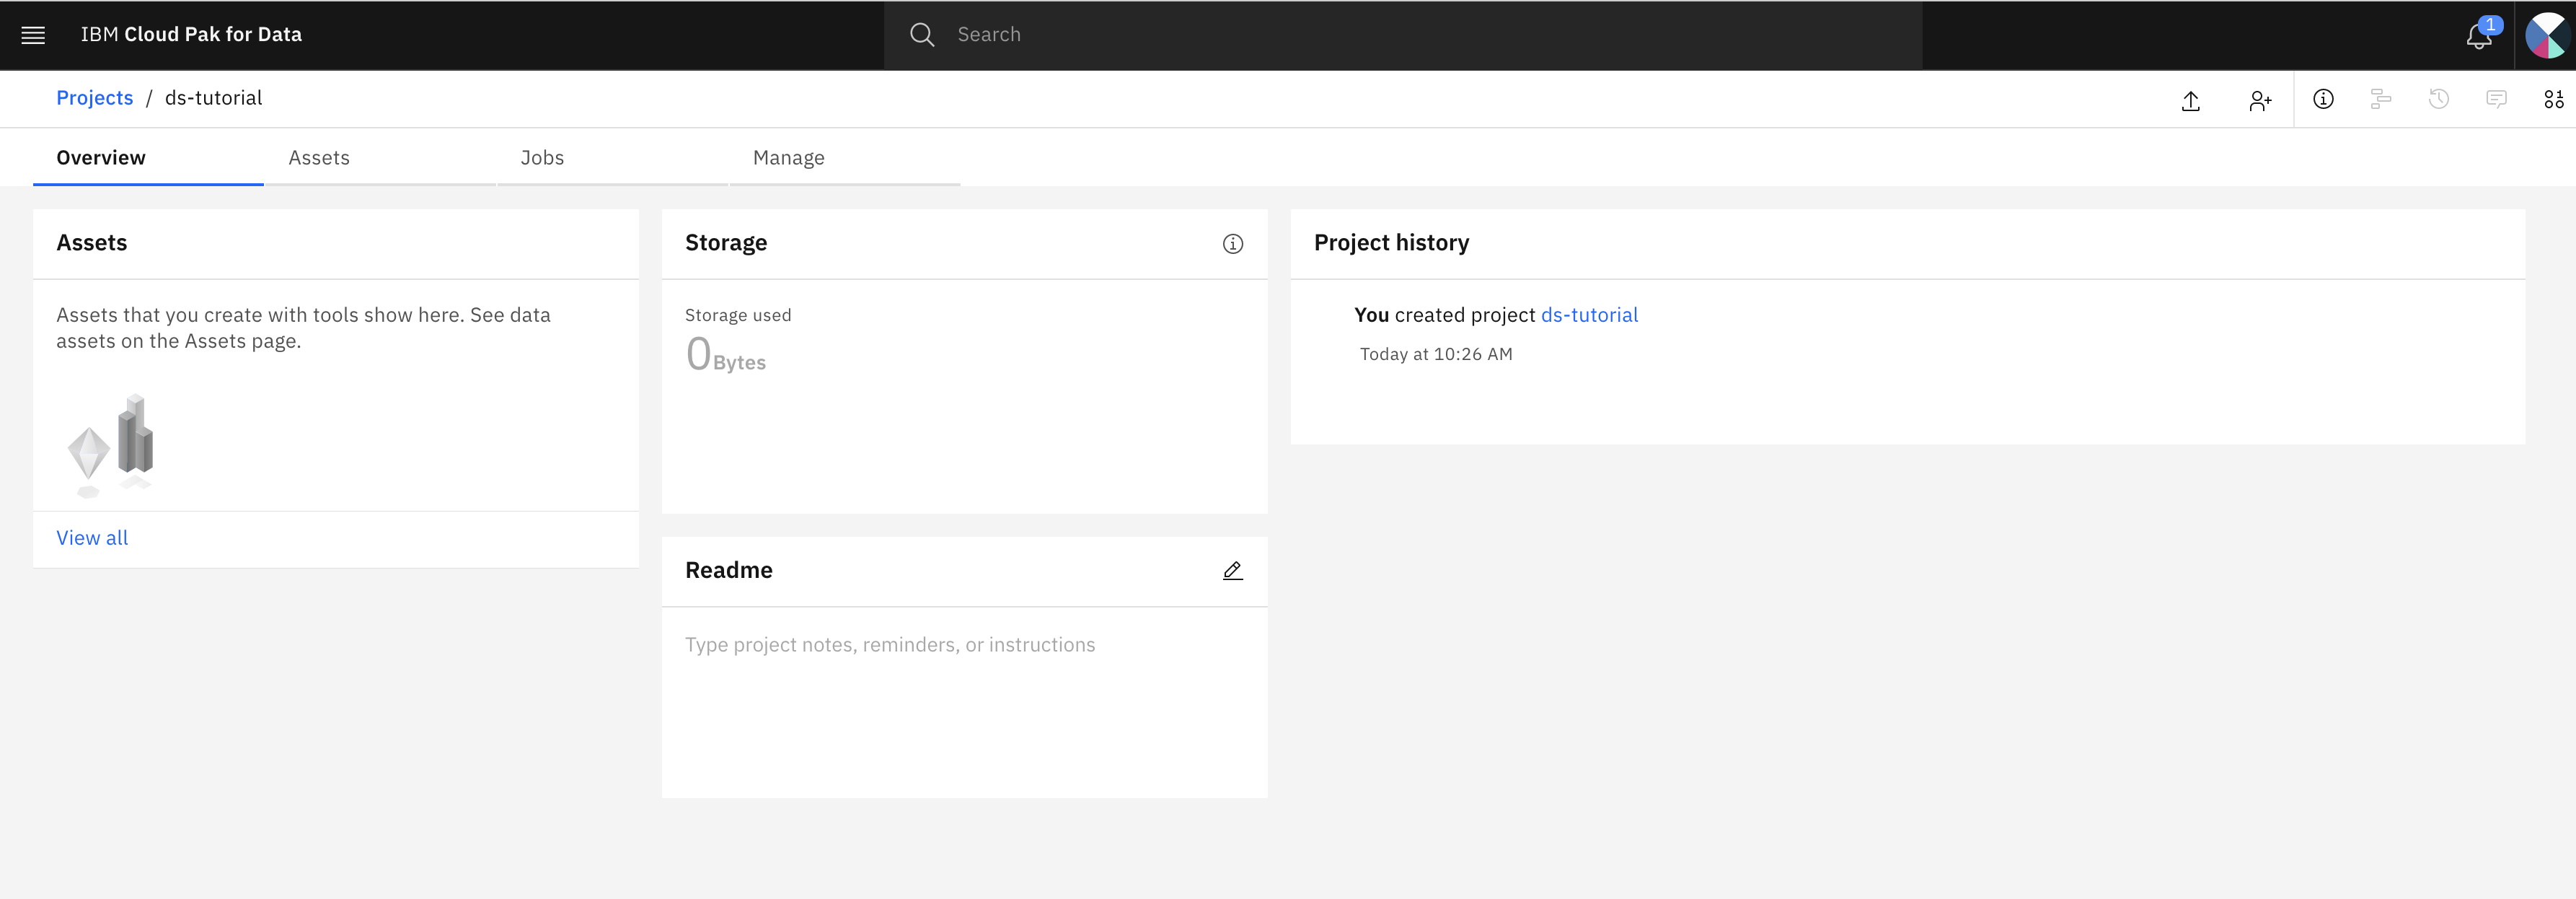 IBM Cloud Pak for Data
Search
1
Projects / ds-tutorial
Overview
Assets
Jobs
Manage
Assets
Assets that you create with tools show here. See data
assets on the Assets page.
View all
Storage
Storage used
0 Bytes
Readme
Type project notes, reminders, or instructions
Project history
You created project ds-tutorial
Today at 10:26 AM